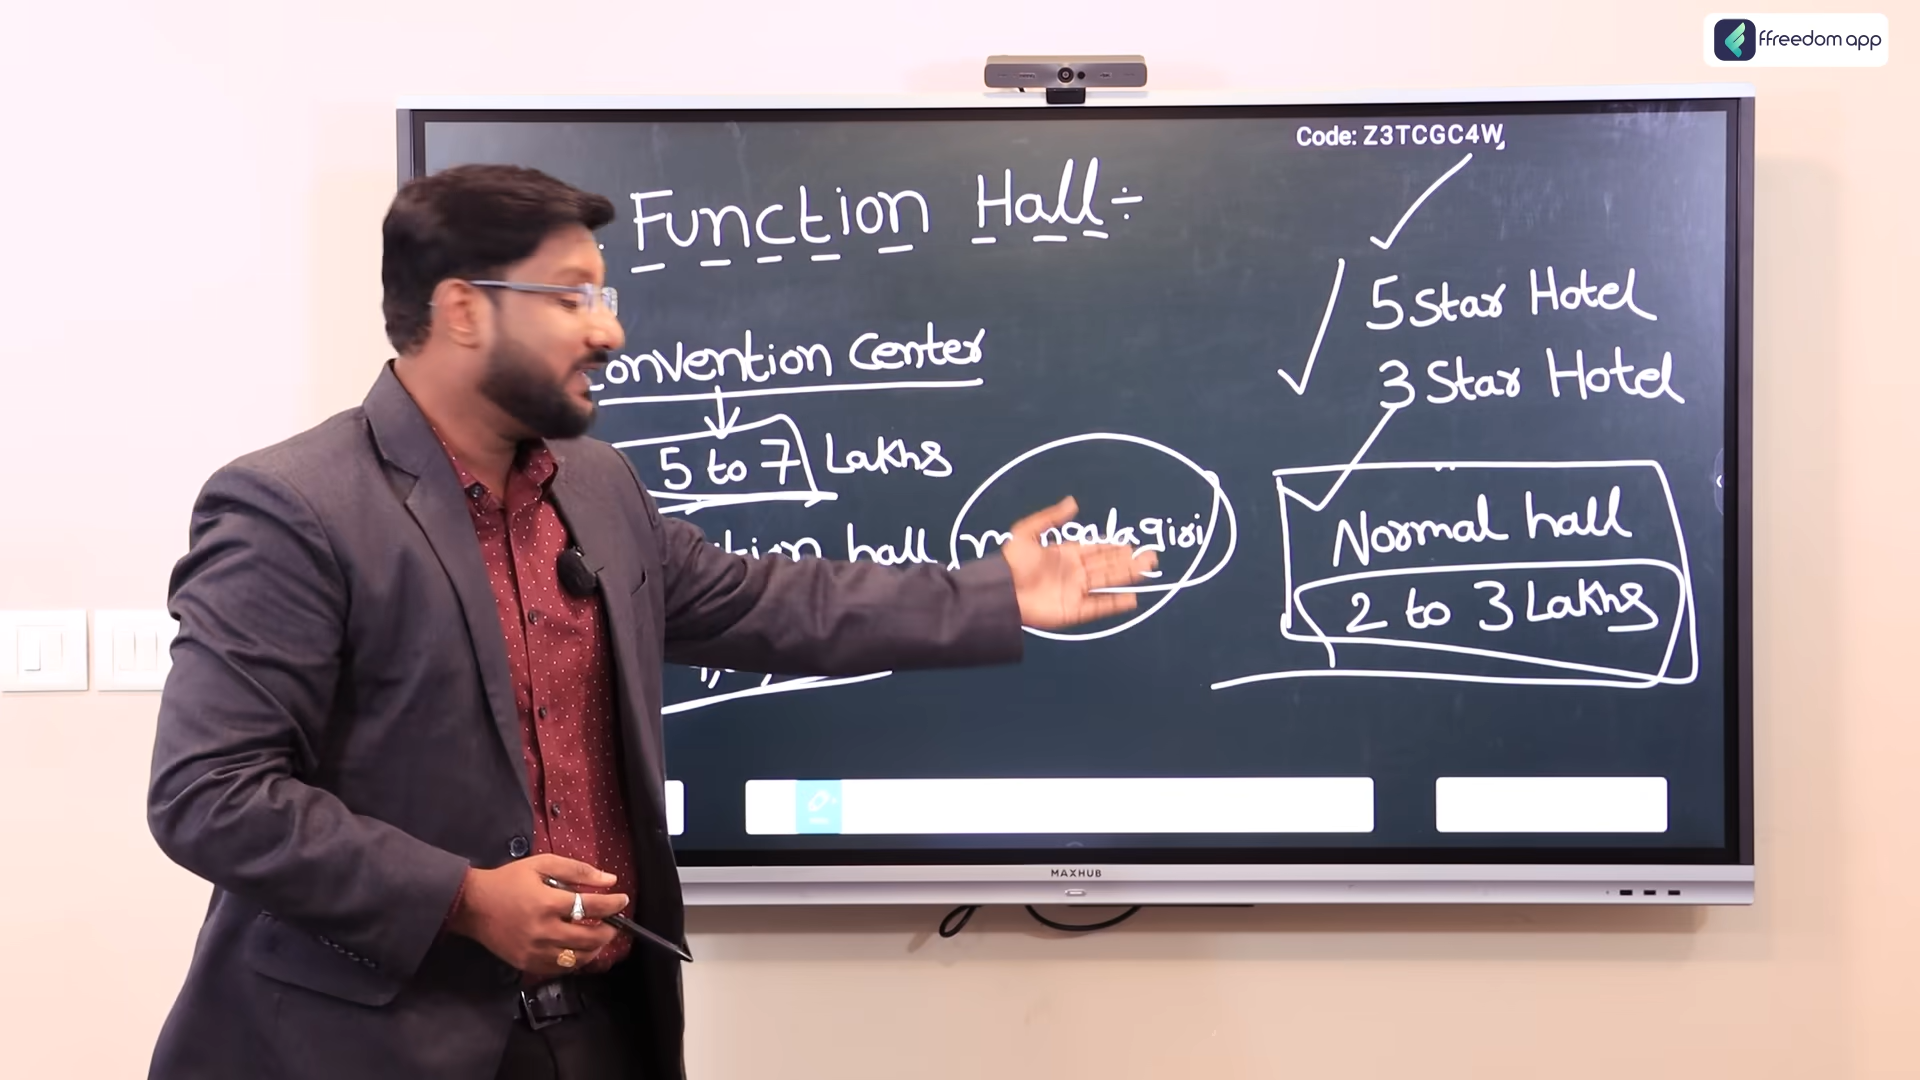 ffreedom app
Code: Z3TCGC4W
Function Hall ÷
5 Star Hotel
onvention Center
3 Star Hotel
5 to 7 Lakhs
hall
Normal hall
2 to 3 Lakhs
MAXHUB